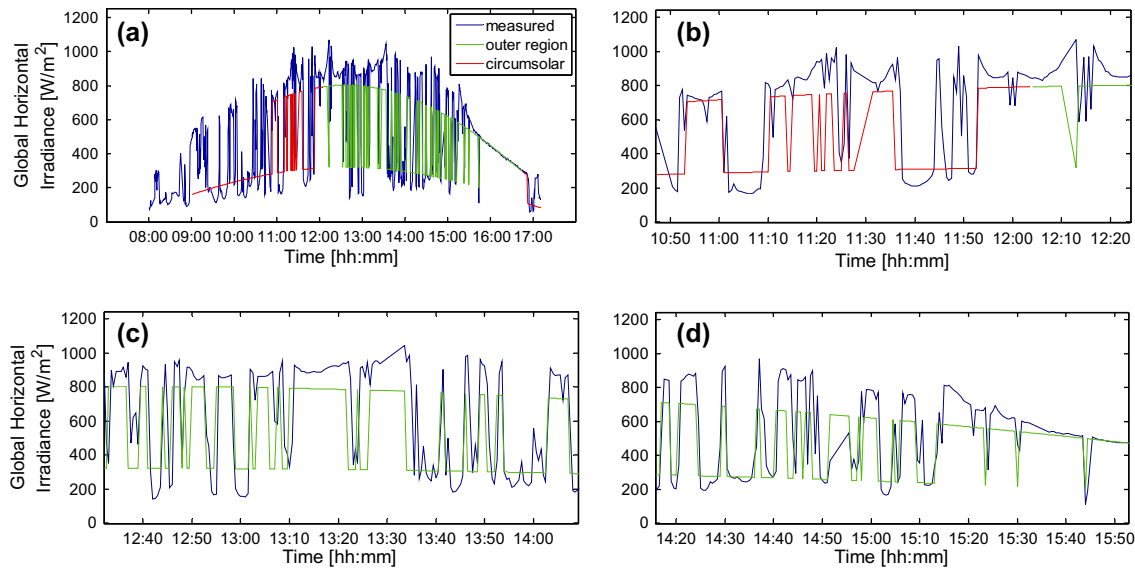 (a)
measured
outer region
circumsolar
Global Horizontal
Irradiance [W/m²]
1200
1000
800
600
400
200
0
08:00 09:00 10:00 11:00 12:00 13:00 14:00 15:00 16:00 17:00
Time [hh:mm]
(b)
1200
1000
800
600
400
200
0
10:50 11:00 11:10 11:20 11:30 11:40 11:50 12:00 12:10 12:20
Time [hh:mm]
(c)
Global Horizontal
Irradiance [W/m²]
1200
1000
800
600
400
200
0
12:40 12:50 13:00 13:10 13:20 13:30 13:40 13:50 14:00
Time [hh:mm]
(d)
1200
1000
800
600
400
200
0
14:20 14:30 14:40 14:50 15:00 15:10 15:20 15:30 15:40 15:50
Time [hh:mm]